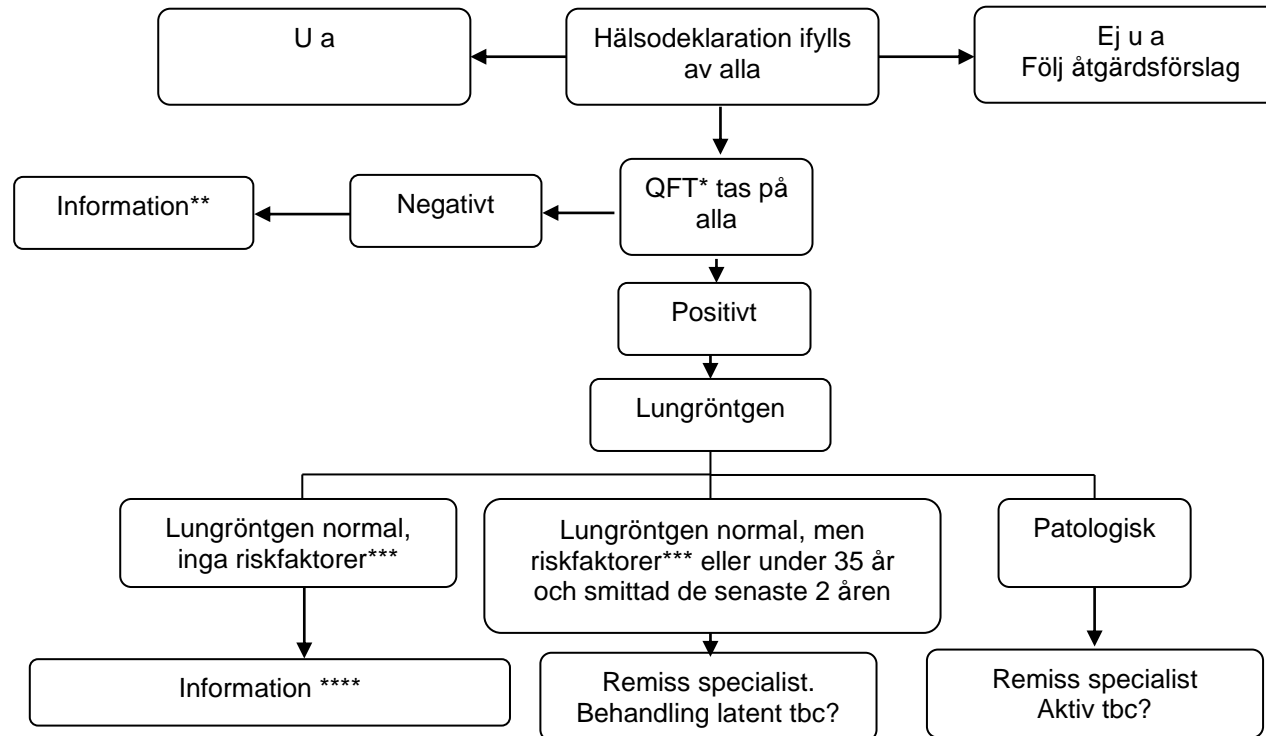 U a
Hälsodeklaration ifylls
av alla
Ej u a
Följ åtgärdsförslag
Information**
Negativt
QFT* tas på
alla
Positivt
Lungröntgen
Lungröntgen normal,
inga riskfaktorer***
Lungröntgen normal, men
riskfaktorer*** eller under 35 år
och smittad de senaste 2 åren
Patologisk
Information ****
Remiss specialist.
Behandling latent tbc?
Remiss specialist
Aktiv tbc?